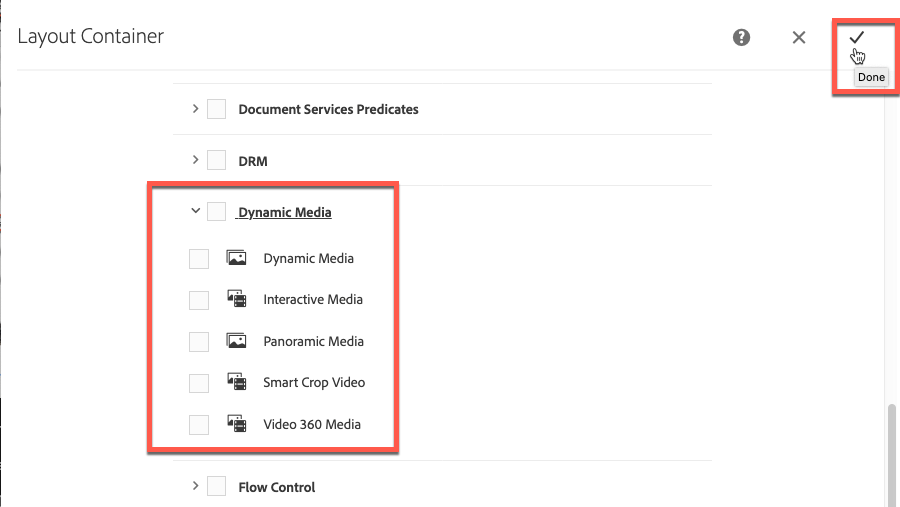 Layout Container
Done
Document Services Predicates
DRM
Dynamic Media
Dynamic Media
Interactive Media
Panoramic Media
Smart Crop Video
Video 360 Media
Flow Control